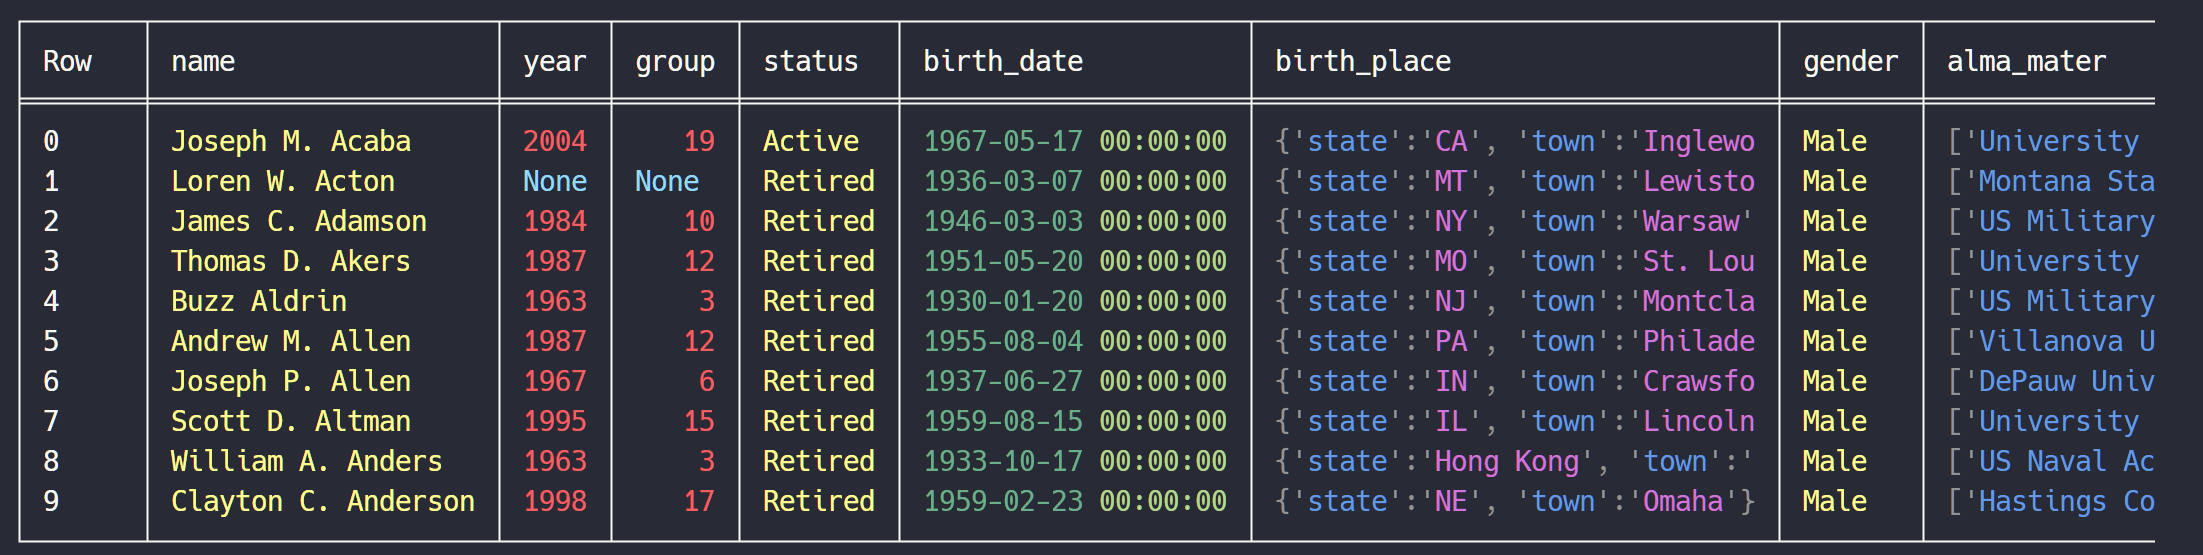 Row name year group status birth_date birth_place gender alma_mater
0 Joseph M. Acaba 2004 19 Active 1967-05-17 00:00:00 {'state':'CA', 'town':'Inglewo Male ['University
1 Loren W. Acton None None Retired 1936-03-07 00:00:00 {'state':'MT', 'town':'Lewisto Male ['Montana Sta
2 James C. Adamson 1984 10 Retired 1946-03-03 00:00:00 {'state':'NY', 'town':'Warsaw' Male ['US Military
3 Thomas D. Akers 1987 12 Retired 1951-05-20 00:00:00 {'state':'MO', 'town':'St. Lou Male ['University
4 Buzz Aldrin 1963 3 Retired 1930-01-20 00:00:00 {'state':'NJ', 'town':'Montcla Male ['US Military
5 Andrew M. Allen 1987 12 Retired 1955-08-04 00:00:00 {'state':'PA', 'town':'Philade Male ['Villanova U
6 Joseph P. Allen 1967 6 Retired 1937-06-27 00:00:00 {'state':'IN', 'town':'Crawsfo Male ['DePauw Univ
7 Scott D. Altman 1995 15 Retired 1959-08-15 00:00:00 {'state':'IL', 'town':'Lincoln Male ['University
8 William A. Anders 1963 3 Retired 1933-10-17 00:00:00 {'state':'Hong Kong', 'town':' Male ['US Naval Ac
9 Clayton C. Anderson 1998 17 Retired 1959-02-23 00:00:00 {'state':'NE', 'town':'Omaha'} Male ['Hastings Co